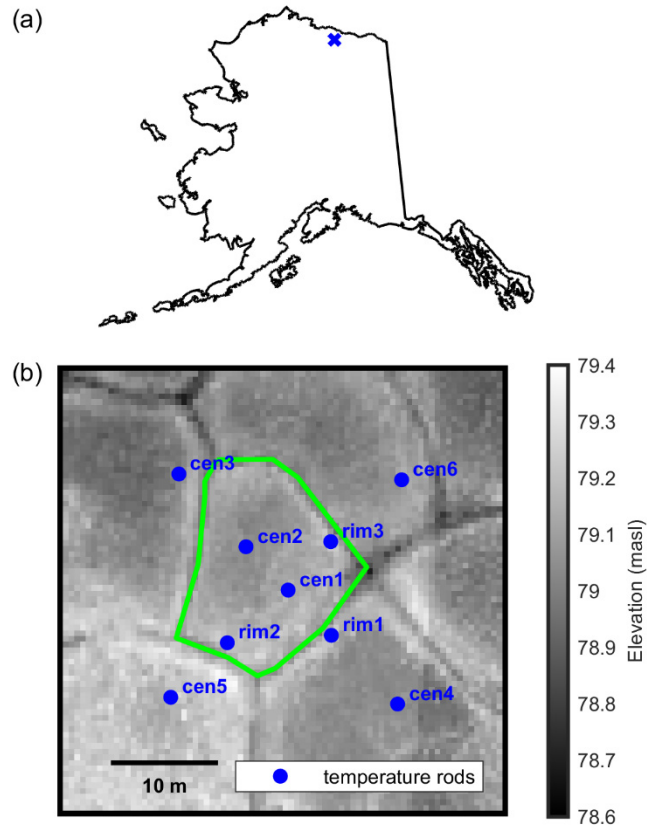 (a)
(b)
cen3
cen6
cen2
rim3
cen1
rim2
rim1
cen5
cen4
10 m
temperature rods
79.4
79.3
79.2
79.1
79
78.9
78.8
78.7
78.6
Elevation (masl)